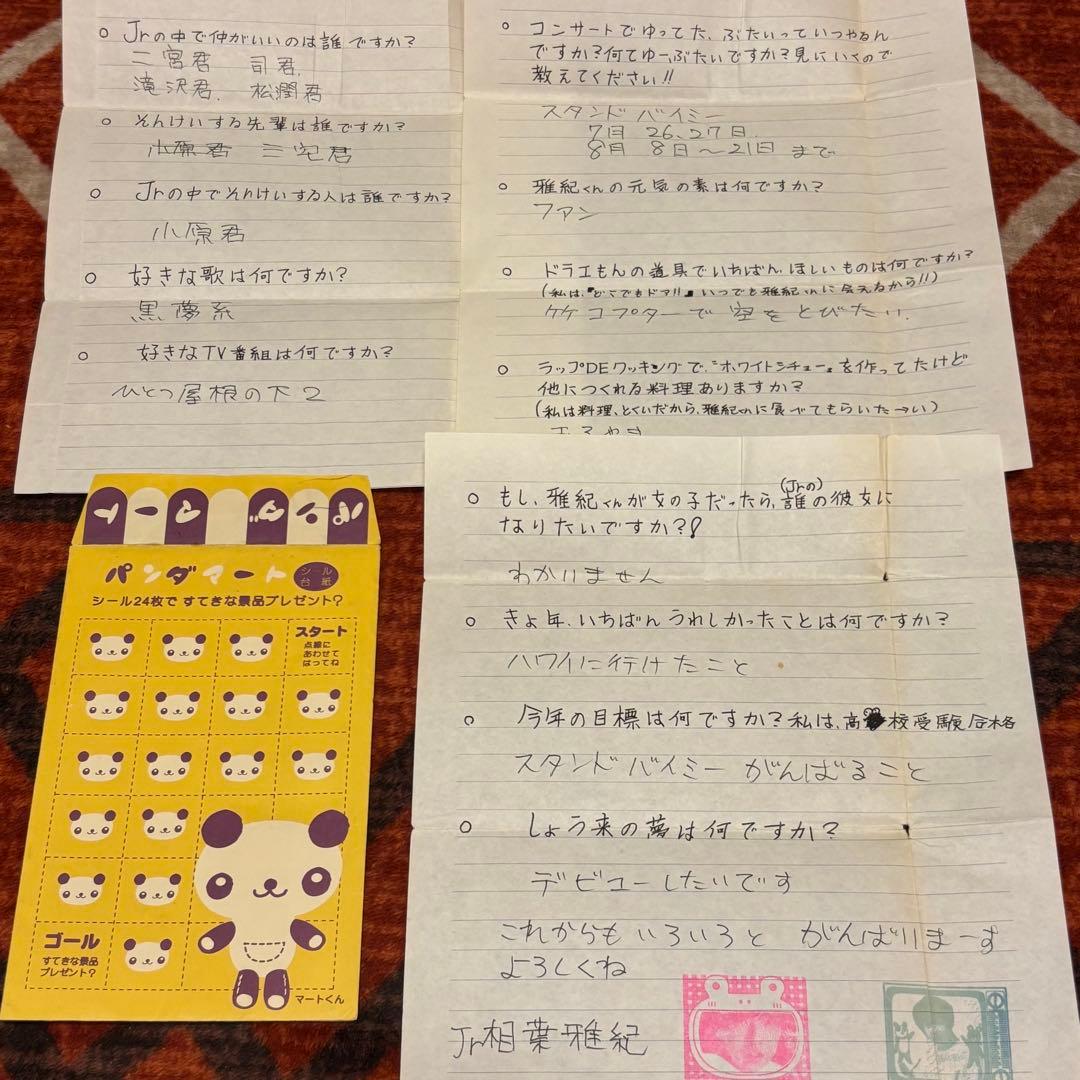 ○ Jrの中で仲がいいのは誰ですか?
二宮君 司君、
滝沢君、松潤君
○ そんけいする先輩は誰ですか?
小原君 三宅君
○ Jrの中でそんけいする人は誰ですか?
小原君
○ 好きな歌は何ですか?
黒夢系
○ 好きなTV番組は何ですか?
ひとつ屋根の下2
○ コンサートでゆってた、ぶたいっていつやるん
ですか?何てゆーぶたいですか?見にいくので
教えてください!!
スタンドバイミー
7月 26、27日.
8月 8日〜21日 まで
○ 雅紀くんの元気の素は何ですか?
ファン
○ ドラエもんの道具でいちばん、ほしいものは何ですか?
(私は、"どこでもドア!!"いつでも雅紀くんに会えるから!!)
ケケコプターで空をとびたい.
○ ラップDEクッキングで、"ホワイトシチュー"を作ってたけど
他につくれる料理ありますか?
(私は料理、とくいだから、雅紀くんに食べてもらいた→い)
○ もし、雅紀くんが女の子だったら、(Jrの)誰の彼女に
なりたいですか?!
わかりません
○ きょ年、いちばんうれしかったことは何ですか?
ハワイに行けたこと
○ 今年の目標は何ですか?私は、高校受験合格
スタンドバイミーがんばること
○ しょう来の夢は何ですか?
デビューしたいです
これからもいろいろと がんばりまーす
よろしくね
Jr相葉雅紀
パンダマート
パンダマート シール台紙
シール24枚で すてきな景品プレゼント?
スタート
点線に
あわせて
はってね
ゴール
すてきな景品
プレゼント?
マートくん